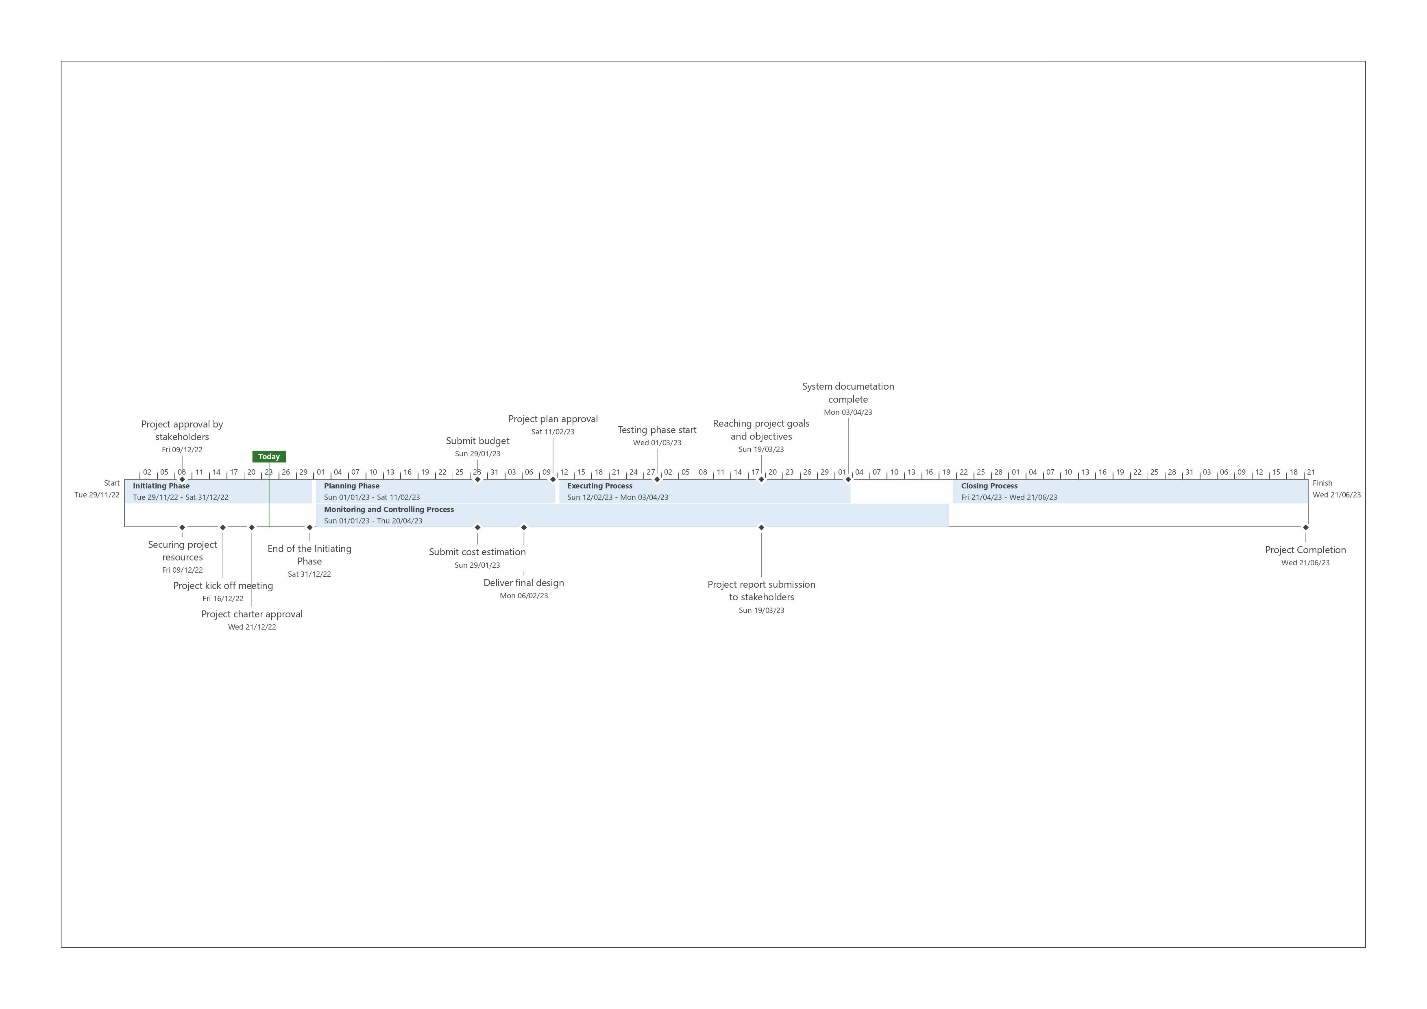 System documetation
complete
Mon 03/04/23
Project plan approval
Sat 11/02/23
Project approval by
stakeholders
Fri 09/12/22
Reaching project goals
and objectives
Sun 19/03/23
Testing phase start
Wed 01/03/23
Submit budget
Sun 29/01/23
Today
02 05 08 11 14 17 20 23 26 29 01 04 07 10 13 16 19 22 25 28 31 03 06 09 12 15 18 21 24 27 02 05 08 11 14 17 20 23 26 29 01 04 07 10 13 16 19 22 25 28 01 04 07 10 13 16 19 22 25 28 31 03 06 09 12 15 18 21
Start
Tue 29/11/22
Initiating Phase
Tue 29/11/22 - Sat 31/12/22
Planning Phase
Sun 01/01/23 - Sat 11/02/23
Executing Process
Sun 12/02/23 - Mon 03/04/23
Closing Process
Fri 21/04/23 - Wed 21/06/23
Finish
Wed 21/06/23
Monitoring and Controlling Process
Sun 01/01/23 - Thu 20/04/23
Securing project
resources
Fri 09/12/22
End of the Initiating
Phase
Sat 31/12/22
Submit cost estimation
Sun 29/01/23
Project Completion
Wed 21/06/23
Project kick off meeting
Fri 16/12/22
Deliver final design
Mon 06/02/23
Project report submission
to stakeholders
Sun 19/03/23
Project charter approval
Wed 21/12/22